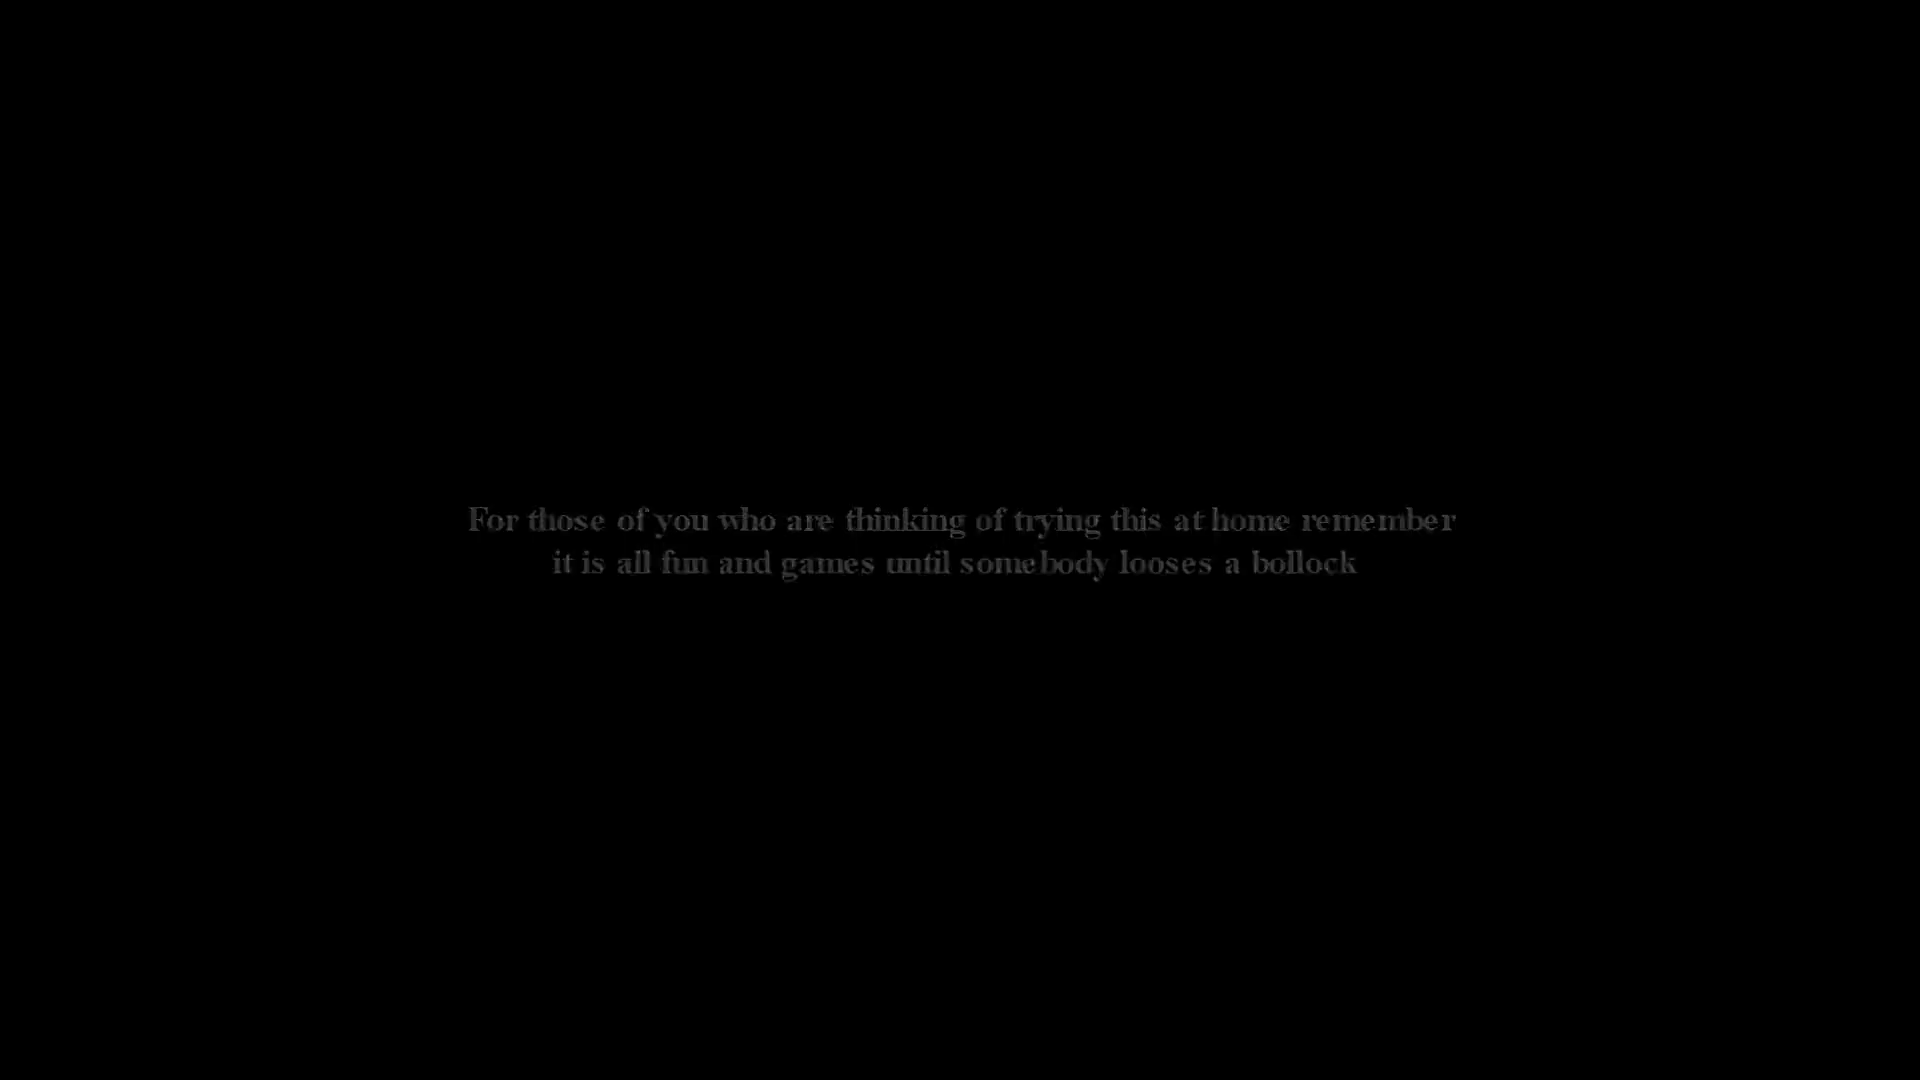 For those of you who are thinking of trying this at home remember
it is all fun and games until somebody looses a bollock